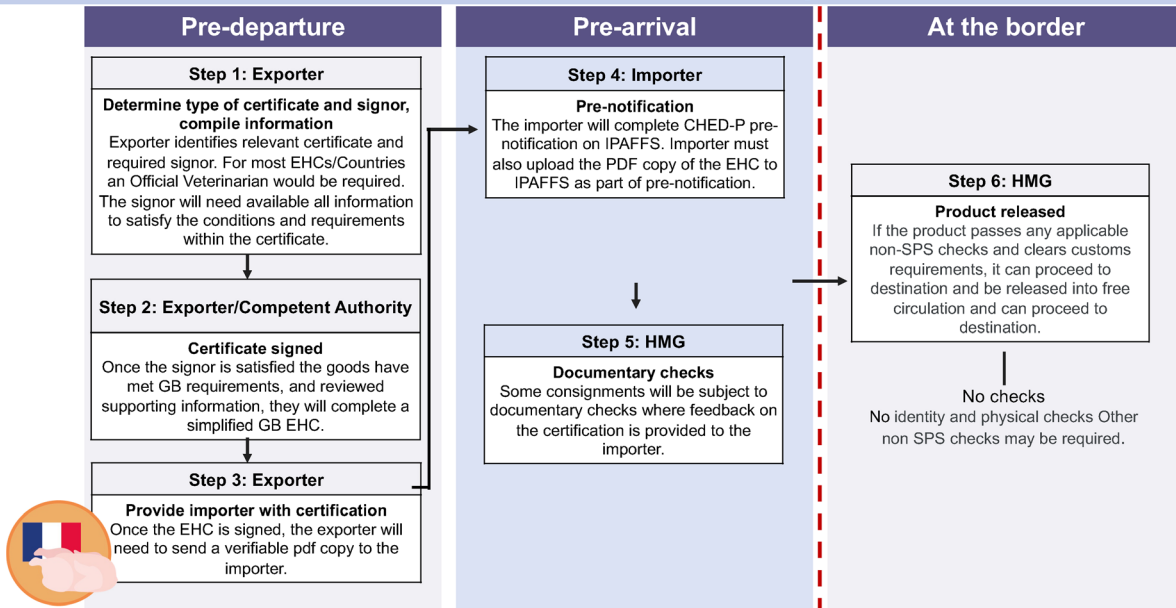 Pre-departure
Step 1: Exporter
Determine type of certificate and signor,
compile information
Exporter identifies relevant certificate and
required signor. For most EHCs/Countries
an Official Veterinarian would be required.
The signor will need available all information
to satisfy the conditions and requirements
within the certificate.
Step 2: Exporter/Competent Authority
Certificate signed
Once the signor is satisfied the goods have
met GB requirements, and reviewed
supporting information, they will complete a
simplified GB EHC.
Step 3: Exporter
Provide importer with certification
Once the EHC is signed, the exporter will
need to send a verifiable pdf copy to the
importer.
Pre-arrival
Step 4: Importer
Pre-notification
The importer will complete CHED-P pre-
notification on IPAFFS. Importer must
also upload the PDF copy of the EHC to
IPAFFS as part of pre-notification.
Step 5: HMG
Documentary checks
Some consignments will be subject to
documentary checks where feedback on
the certification is provided to the
importer.
At the border
Step 6: HMG
Product released
If the product passes any applicable
non-SPS checks and clears customs
requirements, it can proceed to
destination and be released into free
circulation and can proceed to
destination.
No checks
No identity and physical checks Other
non SPS checks may be required.